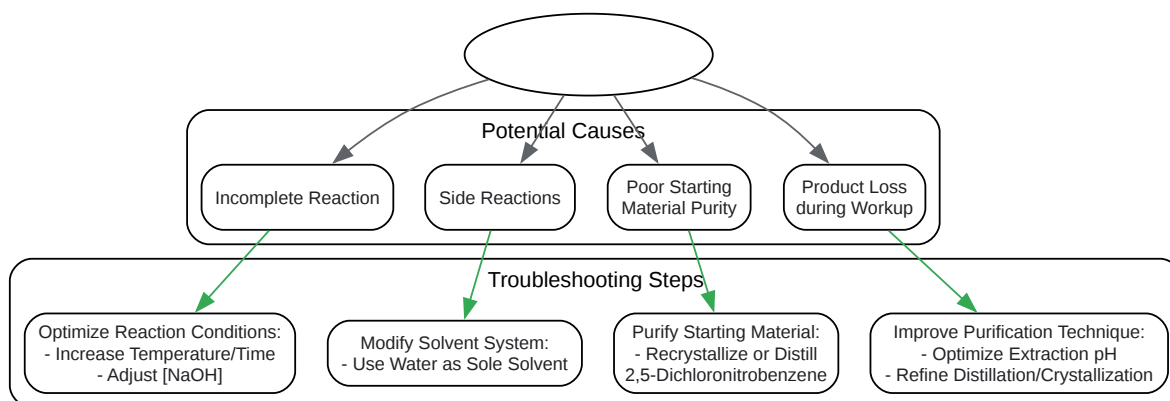 Potential Causes
Incomplete Reaction
Side Reactions
Poor Starting
Material Purity
Product Loss
during Workup
Troubleshooting Steps
Optimize Reaction Conditions:
- Increase Temperature/Time
- Adjust [NaOH]
Modify Solvent System:
- Use Water as Sole Solvent
Purify Starting Material:
- Recrystallize or Distill
2,5-Dichloronitrobenzene
Improve Purification Technique:
- Optimize Extraction pH
- Refine Distillation/Crystallization